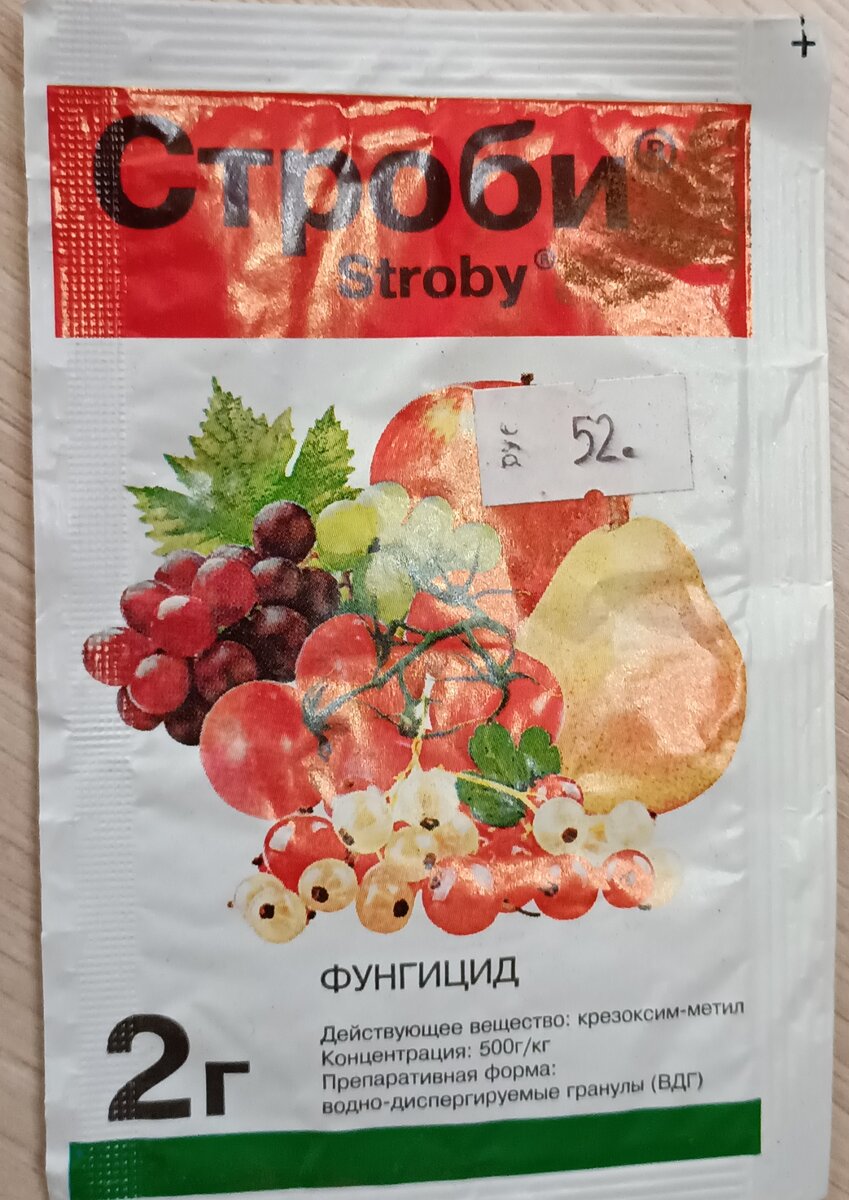 Строби®
Stroby®
руб 52.
ФУНГИЦИД
2г
Действующее вещество: крезоксим-метил
Концентрация: 500г/кг
Препаративная форма:
водно-диспергируемые гранулы (ВДГ)